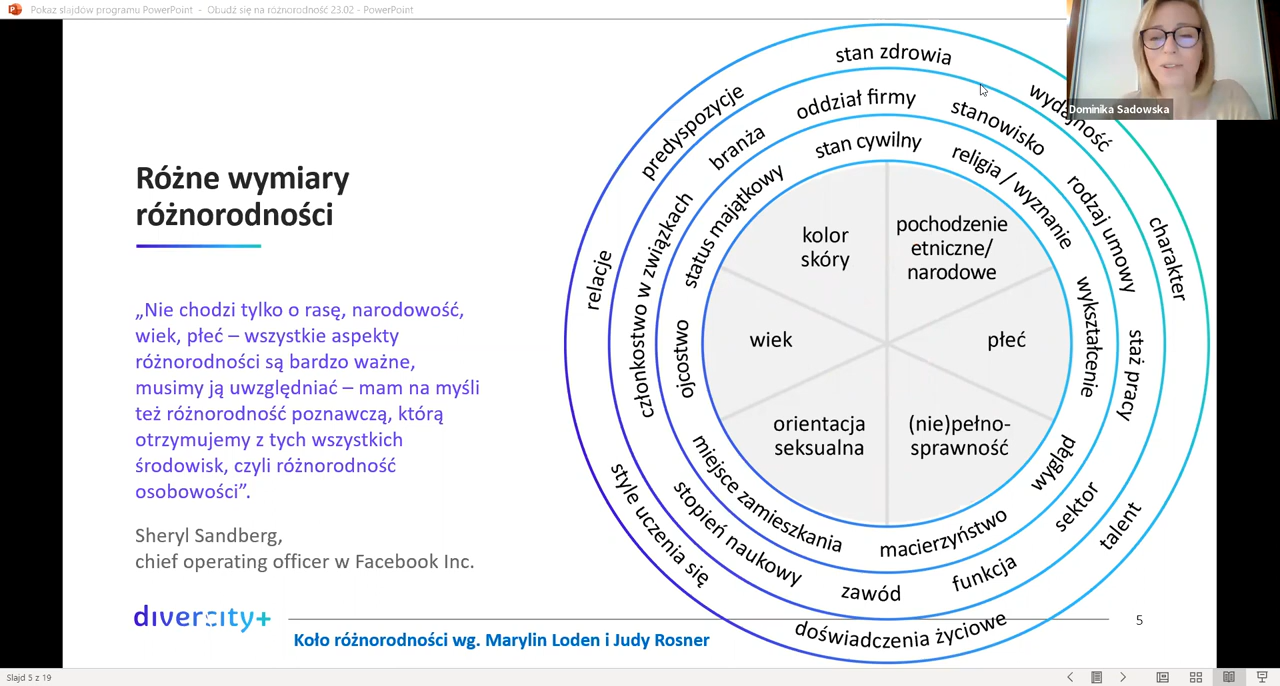 Pokaz slajdów programu PowerPoint - Obudź się na różnorodność 23.02 - PowerPoint
Dominika Sadowska
Różne wymiary
różnorodności
„Nie chodzi tylko o rasę, narodowość,
wiek, płeć – wszystkie aspekty
różnorodności są bardzo ważne,
musimy ją uwzględniać – mam na myśli
też różnorodność poznawczą, którą
otrzymujemy z tych wszystkich
środowisk, czyli różnorodność
osobowości”.
Sheryl Sandberg,
chief operating officer w Facebook Inc.
divercity+
Koło różnorodności wg. Marylin Loden i Judy Rosner
stan zdrowia
wydajność
charakter
talent
doświadczenia życiowe
style uczenia się
relacje
predyspozycje
oddział firmy
stanowisko
rodzaj umowy
staż pracy
sektor
funkcja
zawód
stopień naukowy
członkostwo w związkach
branża
stan cywilny
religia / wyznanie
wykształcenie
wygląd
macierzyństwo
miejsce zamieszkania
ojcostwo
status majątkowy
kolor
skóry
pochodzenie
etniczne/
narodowe
wiek
płeć
orientacja
seksualna
(nie)pełno-
sprawność
5
Slajd 5 z 19